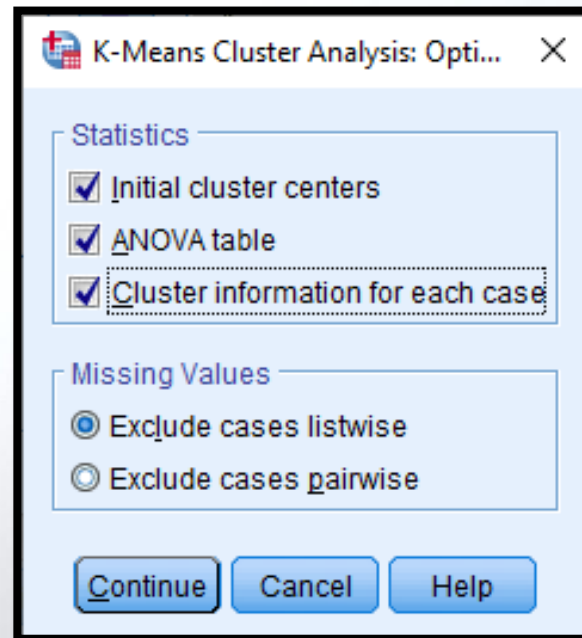 K-Means Cluster Analysis: Opti...
Statistics
Initial cluster centers
ANOVA table
Cluster information for each case
Missing Values
Exclude cases listwise
Exclude cases pairwise
Continue Cancel Help